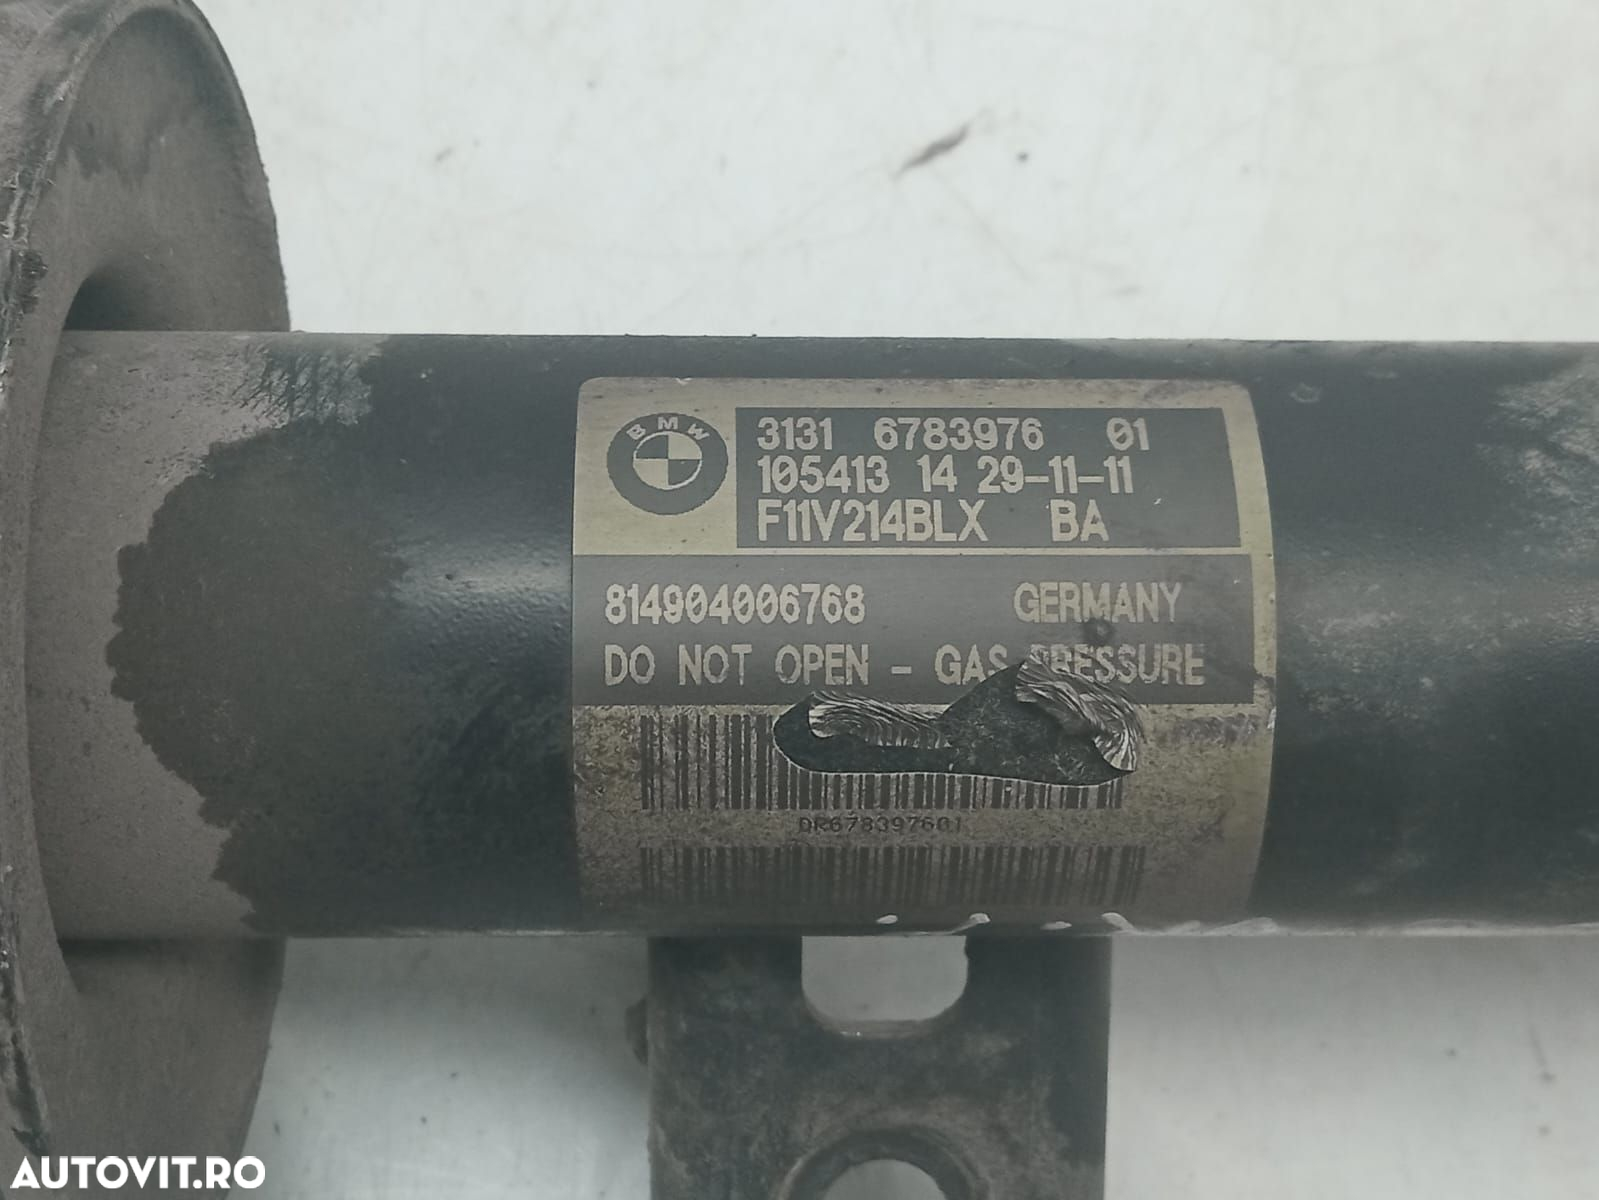 BMW
3131 6783976 01
105413 14 29-11-11
F11V214BLX BA
814904006768 GERMANY
DO NOT OPEN - GAS PRESSURE
DR678397601
AUTOVIT.RO